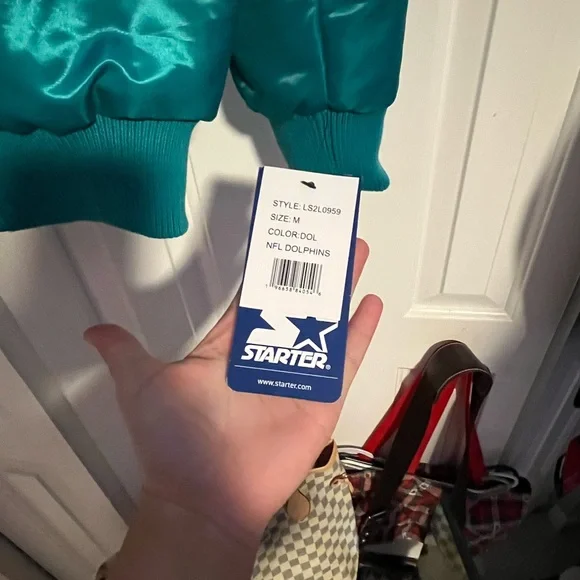 STYLE: LS2L0959
SIZE: M
COLOR:DOL
NFL DOLPHINS
STARTER®
www.starter.com